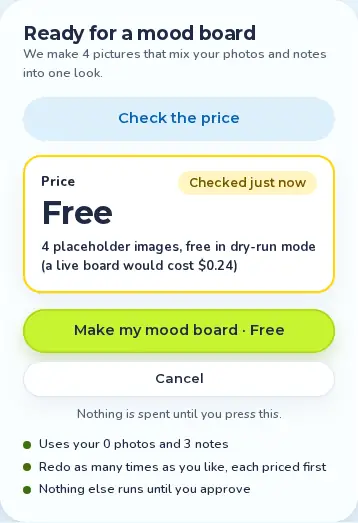 Ready for a mood board
We make 4 pictures that mix your photos and notes
into one look.
Check the price
Price
Checked just now
Free
4 placeholder images, free in dry-run mode
(a live board would cost $0.24)
Make my mood board · Free
Cancel
Nothing is spent until you press this.
Uses your 0 photos and 3 notes
Redo as many times as you like, each priced first
Nothing else runs until you approve